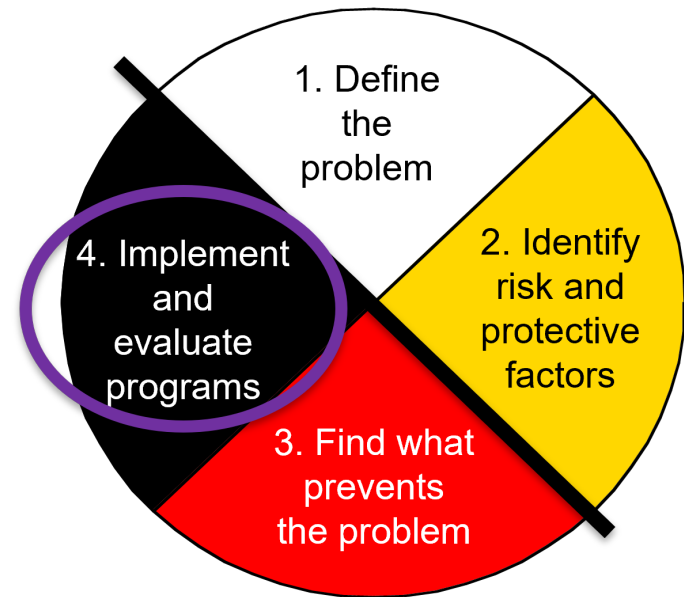 1. Define
the
problem
2. Identify
risk and
protective
factors
3. Find what
prevents
the problem
4. Implement
and
evaluate
programs